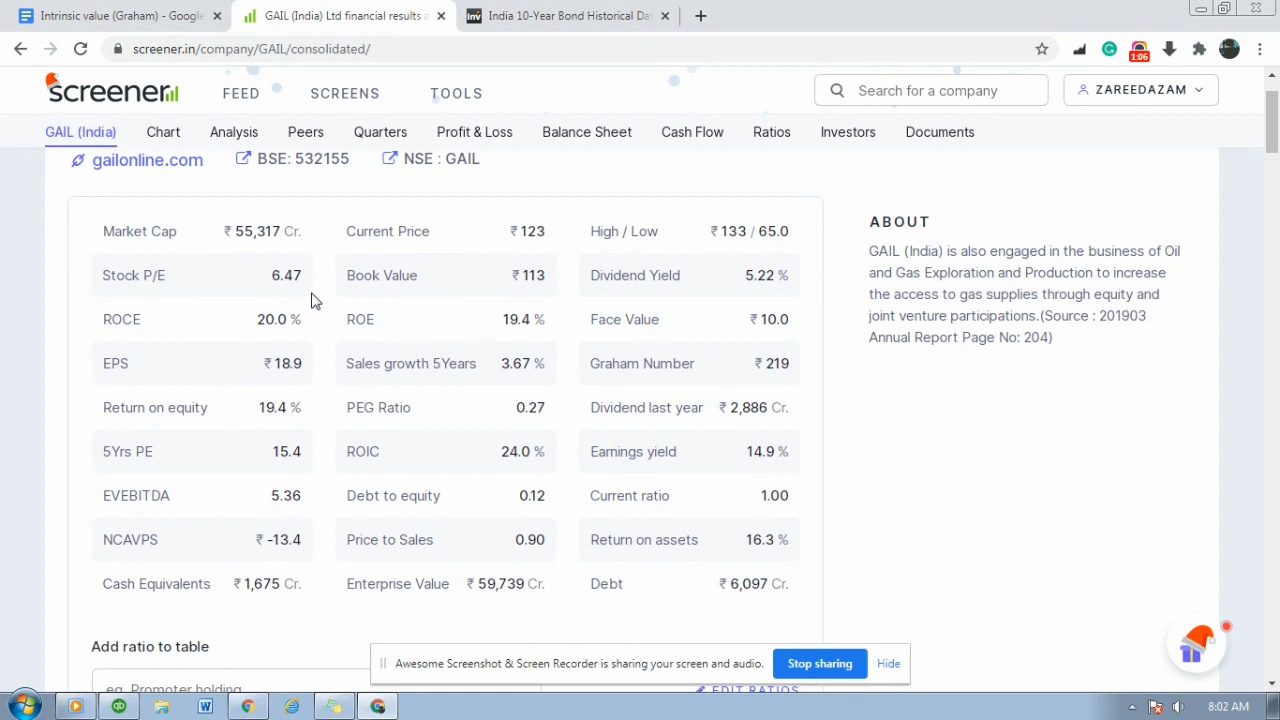 Intrinsic value (Graham) - Google
GAIL (India) Ltd financial results a
India 10-Year Bond Historical Dat
screener.in/company/GAIL/consolidated/
1:06
screener
FEED
SCREENS
TOOLS
Search for a company
ZAREEDAZAM
GAIL (India)
Chart
Analysis
Peers
Quarters
Profit & Loss
Balance Sheet
Cash Flow
Ratios
Investors
Documents
gailonline.com
BSE: 532155
NSE : GAIL
Market Cap ₹ 55,317 Cr.
Current Price ₹ 123
High / Low ₹ 133 / 65.0
Stock P/E 6.47
Book Value ₹ 113
Dividend Yield 5.22 %
ROCE 20.0 %
ROE 19.4 %
Face Value ₹ 10.0
EPS ₹ 18.9
Sales growth 5Years 3.67 %
Graham Number ₹ 219
Return on equity 19.4 %
PEG Ratio 0.27
Dividend last year ₹ 2,886 Cr.
5Yrs PE 15.4
ROIC 24.0 %
Earnings yield 14.9 %
EVEBITDA 5.36
Debt to equity 0.12
Current ratio 1.00
NCAVPS ₹ -13.4
Price to Sales 0.90
Return on assets 16.3 %
Cash Equivalents ₹ 1,675 Cr.
Enterprise Value ₹ 59,739 Cr.
Debt ₹ 6,097 Cr.
ABOUT
GAIL (India) is also engaged in the business of Oil
and Gas Exploration and Production to increase
the access to gas supplies through equity and
joint venture participations.(Source : 201903
Annual Report Page No: 204)
Add ratio to table
eg. Promoter holding
EDIT RATIOS
Awesome Screenshot & Screen Recorder is sharing your screen and audio.
Stop sharing
Hide
8:02 AM